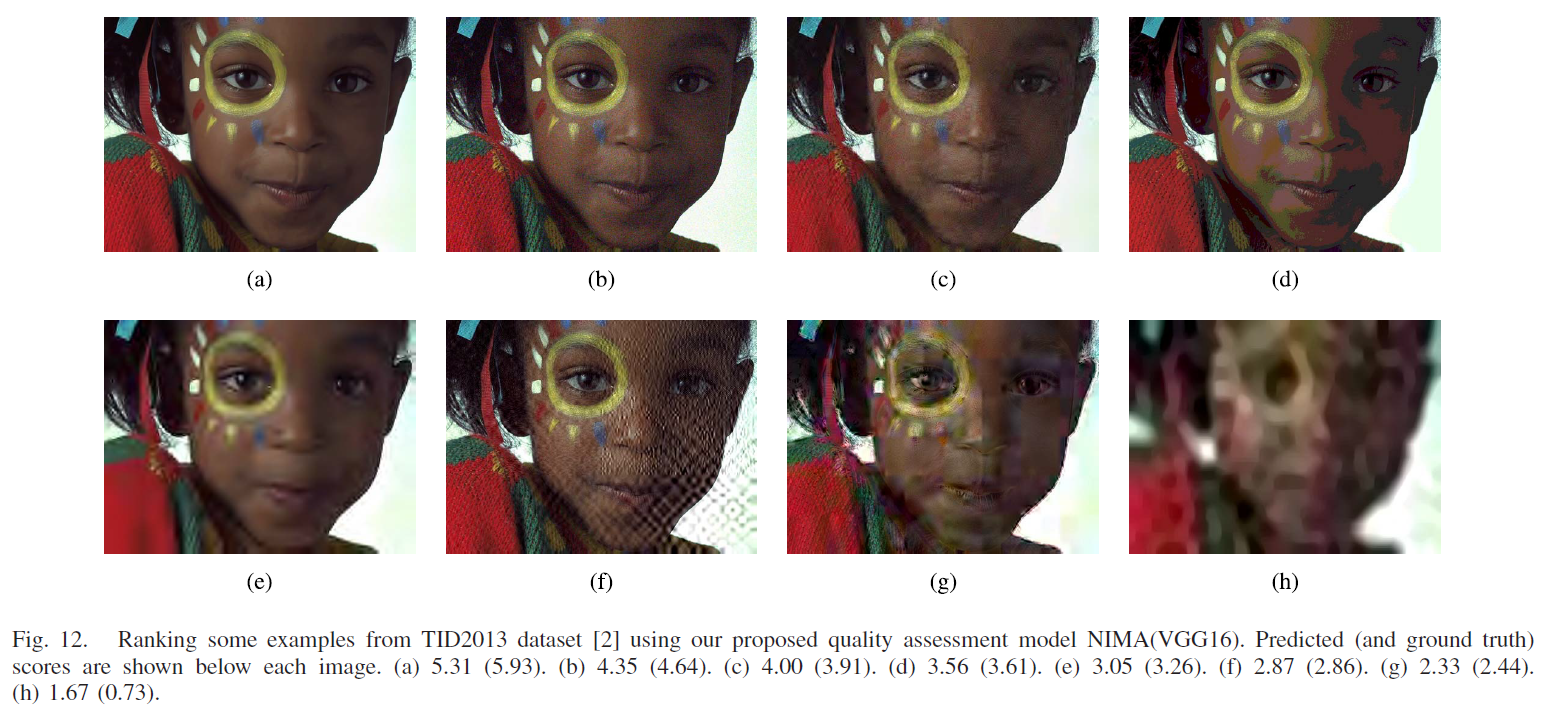 (a) (b) (c) (d)
(e) (f) (g) (h)
Fig. 12. Ranking some examples from TID2013 dataset [2] using our proposed quality assessment model NIMA(VGG16). Predicted (and ground truth)
scores are shown below each image. (a) 5.31 (5.93). (b) 4.35 (4.64). (c) 4.00 (3.91). (d) 3.56 (3.61). (e) 3.05 (3.26). (f) 2.87 (2.86). (g) 2.33 (2.44).
(h) 1.67 (0.73).